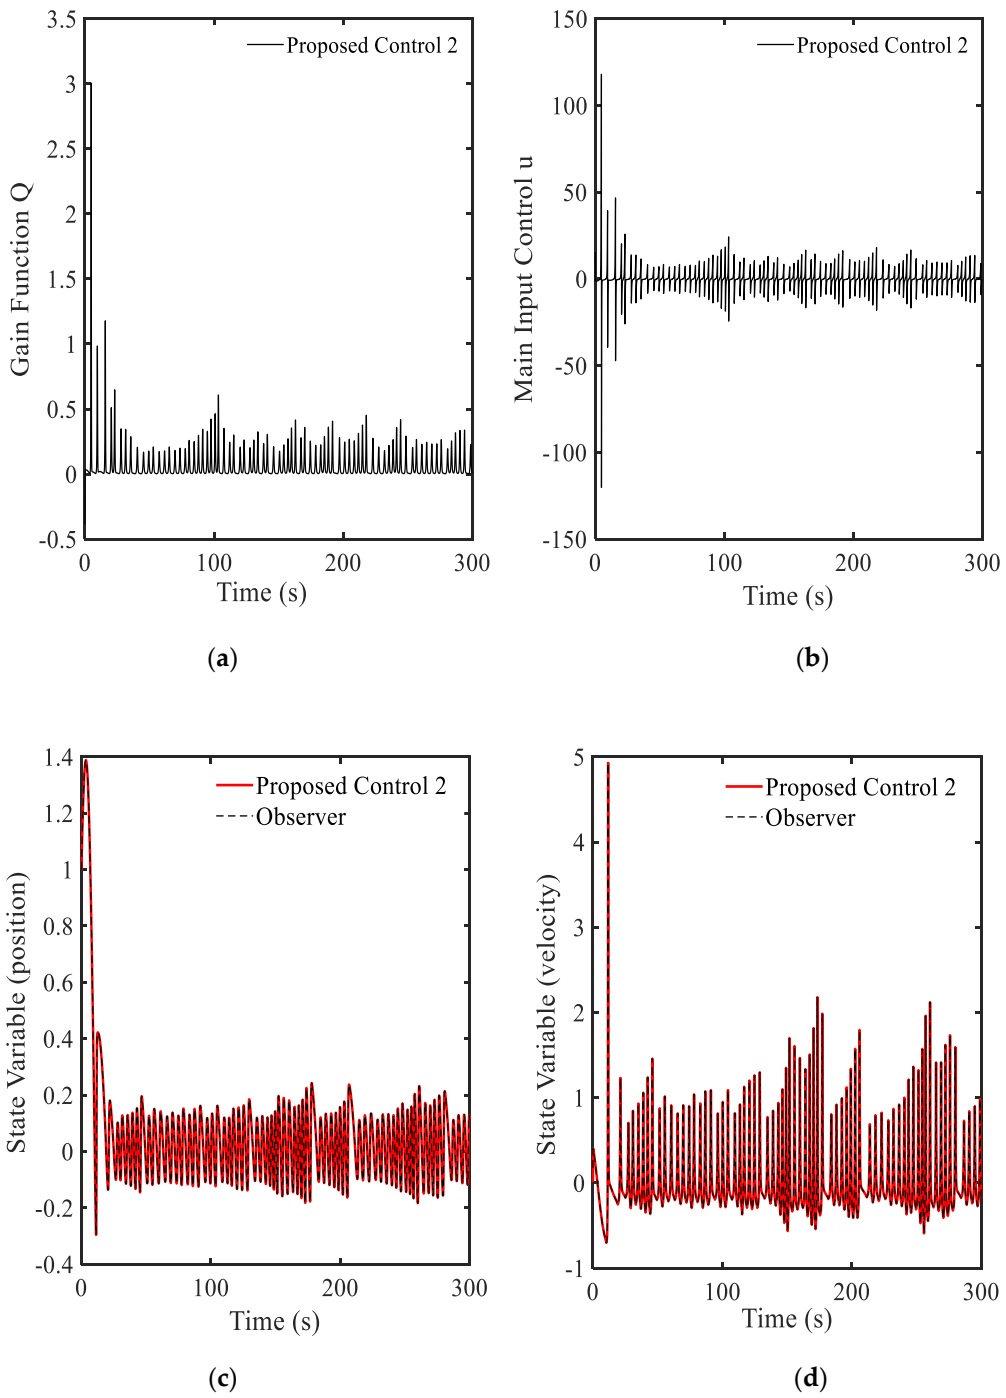 3.5
3
2.5
2
1.5
1
0.5
0
-0.5
Gain Function Q
Proposed Control 2
0
100
200
300
Time (s)
(a)
150
100
50
0
-50
-100
-150
Main Input Control u
Proposed Control 2
0
100
200
300
Time (s)
(b)
1.4
1.2
1
0.8
0.6
0.4
0.2
0
-0.2
-0.4
State Variable (position)
Proposed Control 2
Observer
0
100
200
300
Time (s)
(c)
5
4
3
2
1
0
-1
State Variable (velocity)
Proposed Control 2
Observer
0
100
200
300
Time (s)
(d)